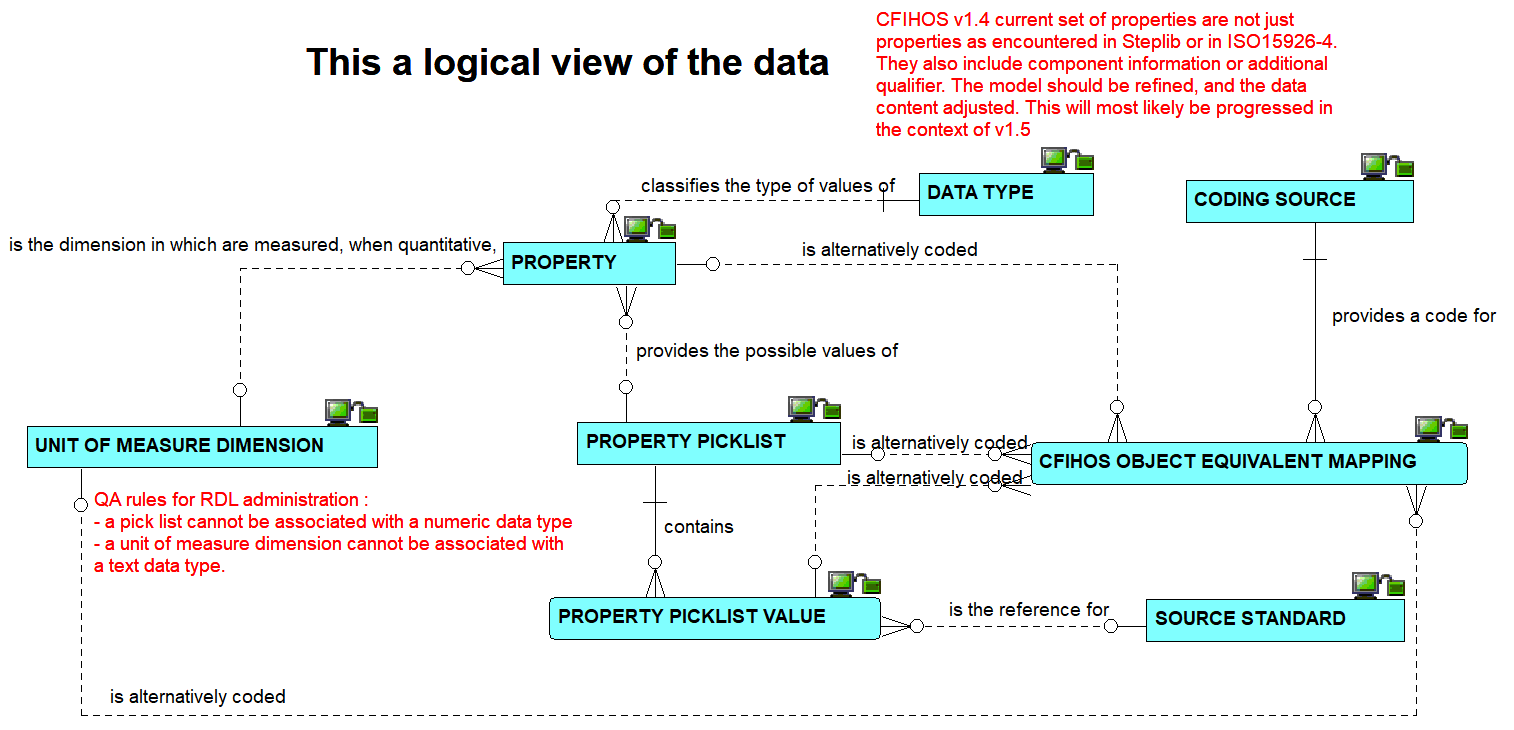 CFIHOS v1.4 current set of properties are not just
properties as encountered in Steplib or in ISO15926-4.
They also include component information or additional
qualifier. The model should be refined, and the data
content adjusted. This will most likely be progressed in
the context of v1.5
This a logical view of the data
classifies the type of values of
DATA TYPE
CODING SOURCE
is the dimension in which are measured, when quantitative,
PROPERTY
is alternatively coded
provides a code for
provides the possible values of
UNIT OF MEASURE DIMENSION
PROPERTY PICKLIST
is alternatively coded
CFIHOS OBJECT EQUIVALENT MAPPING
is alternatively coded
QA rules for RDL administration :
- a pick list cannot be associated with a numeric data type
- a unit of measure dimension cannot be associated with
a text data type.
contains
PROPERTY PICKLIST VALUE
is the reference for
SOURCE STANDARD
is alternatively coded